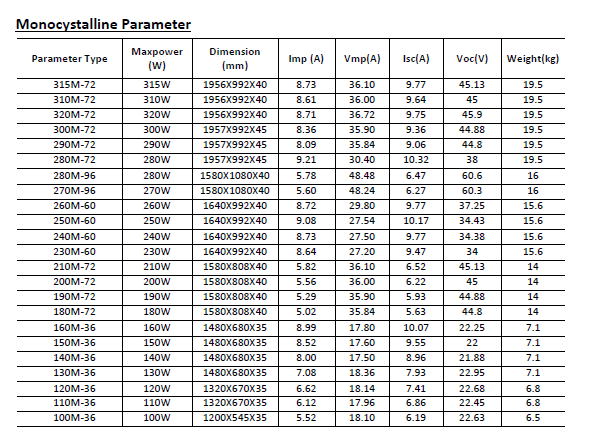 Monocystalline Parameter
Parameter Type Maxpower (W) Dimension (mm) Imp (A) Vmp(A) Isc(A) Voc(V) Weight(kg)
315M-72 315W 1956X992X40 8.73 36.10 9.77 45.13 19.5
310M-72 310W 1956X992X40 8.61 36.00 9.64 45 19.5
320M-72 320W 1956X992X40 8.71 36.72 9.75 45.9 19.5
300M-72 300W 1957X992X45 8.36 35.90 9.36 44.88 19.5
290M-72 290W 1957X992X45 8.09 35.84 9.06 44.8 19.5
280M-72 280W 1957X992X45 9.21 30.40 10.32 38 19.5
280M-96 280W 1580X1080X40 5.78 48.48 6.47 60.6 16
270M-96 270W 1580X1080X40 5.60 48.24 6.27 60.3 16
260M-60 260W 1640X992X40 8.72 29.80 9.77 37.25 15.6
250M-60 250W 1640X992X40 9.08 27.54 10.17 34.43 15.6
240M-60 240W 1640X992X40 8.73 27.50 9.77 34.38 15.6
230M-60 230W 1640X992X40 8.64 27.20 9.47 34 15.6
210M-72 210W 1580X808X40 5.82 36.10 6.52 45.13 14
200M-72 200W 1580X808X40 5.56 36.00 6.22 45 14
190M-72 190W 1580X808X40 5.29 35.90 5.93 44.88 14
180M-72 180W 1580X808X40 5.02 35.84 5.63 44.8 14
160M-36 160W 1480X680X35 8.99 17.80 10.07 22.25 7.1
150M-36 150W 1480X680X35 8.52 17.60 9.55 22 7.1
140M-36 140W 1480X680X35 8.00 17.50 8.96 21.88 7.1
130M-36 130W 1480X680X35 7.08 18.36 7.93 22.95 7.1
120M-36 120W 1320X670X35 6.62 18.14 7.41 22.68 6.8
110M-36 110W 1320X670X35 6.12 17.96 6.86 22.45 6.8
100M-36 100W 1200X545X35 5.52 18.10 6.19 22.63 6.5